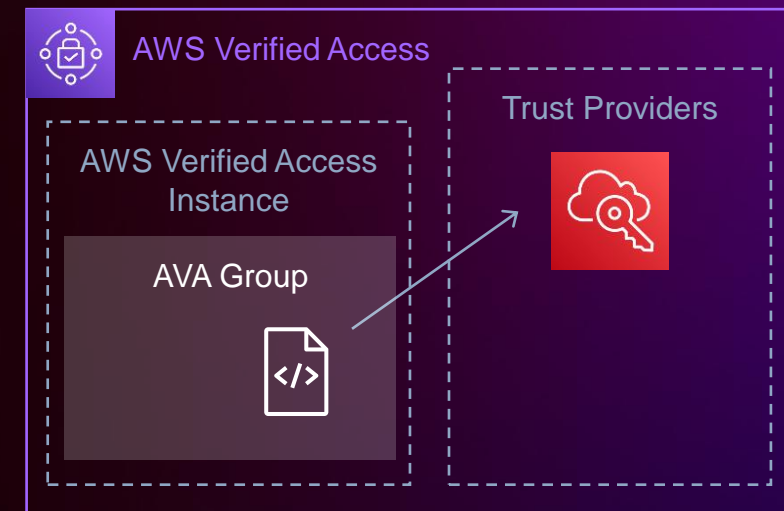 AWS Verified Access
Trust Providers
AWS Verified Access
Instance
AVA Group
</>